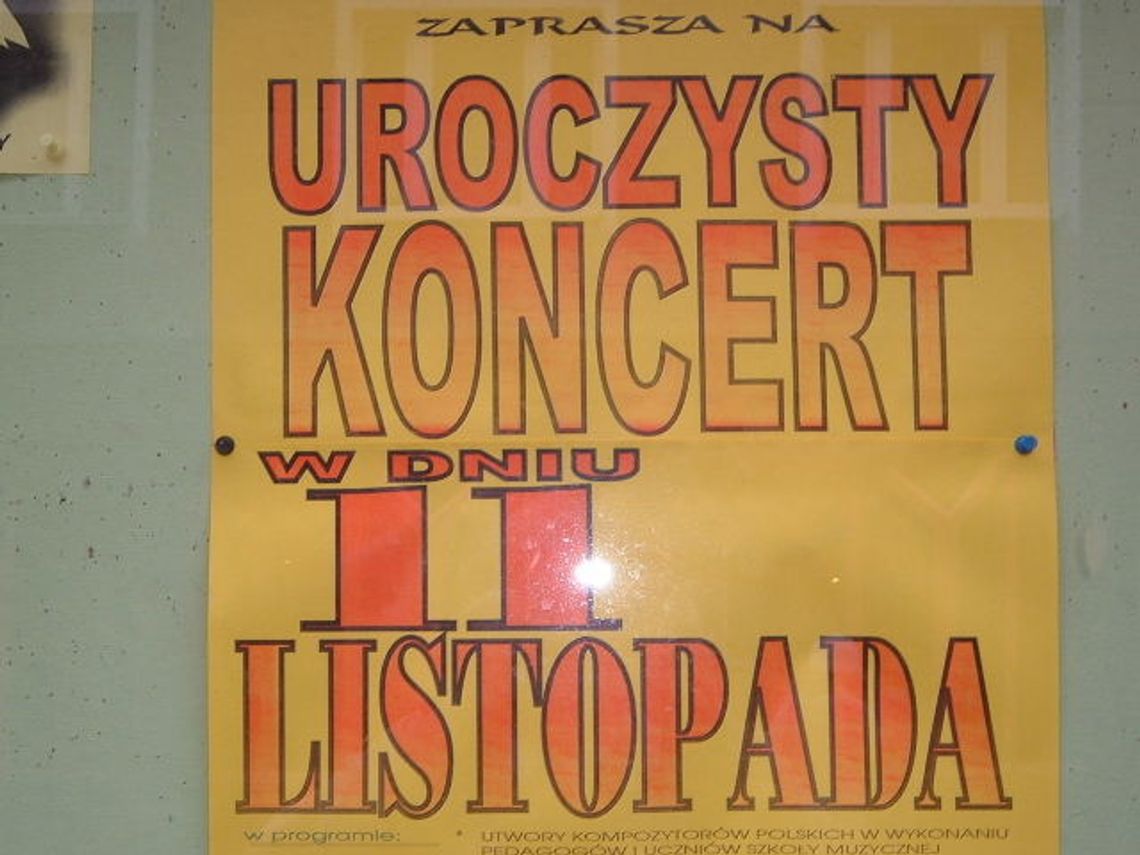 ZAPRASZA NA
UROCZYSTY
KONCERT
W DNIU
11
LISTOPADA
w programie: * UTWORY KOMPOZYTORÓW POLSKICH W WYKONANIU
PEDAGOGÓW I UCZNIÓW SZKOŁY MUZYCZNEJ